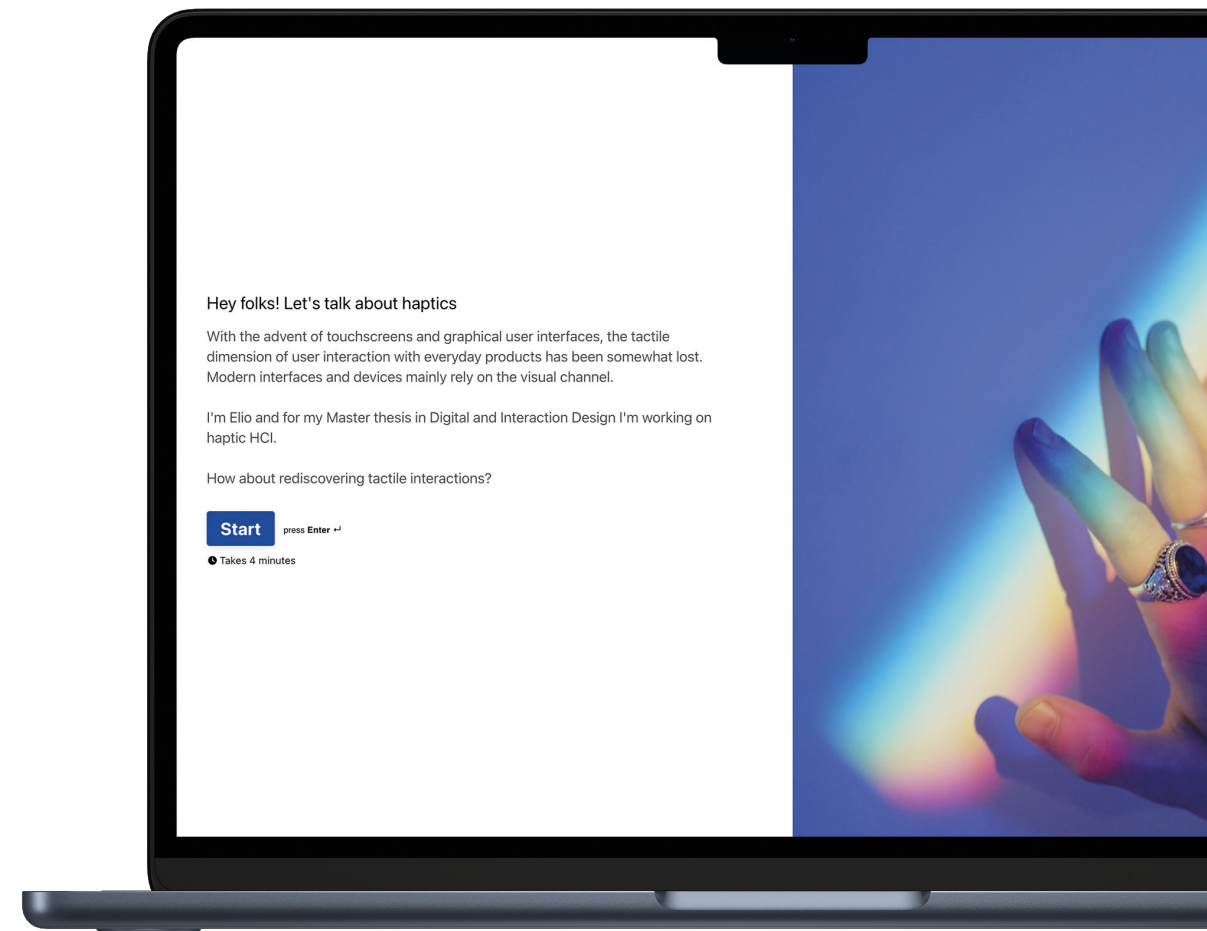 Hey folks! Let's talk about haptics
With the advent of touchscreens and graphical user interfaces, the tactile
dimension of user interaction with everyday products has been somewhat lost.
Modern interfaces and devices mainly rely on the visual channel.
I'm Elio and for my Master thesis in Digital and Interaction Design I'm working on
haptic HCI.
How about rediscovering tactile interactions?
Start press Enter ↵
Takes 4 minutes